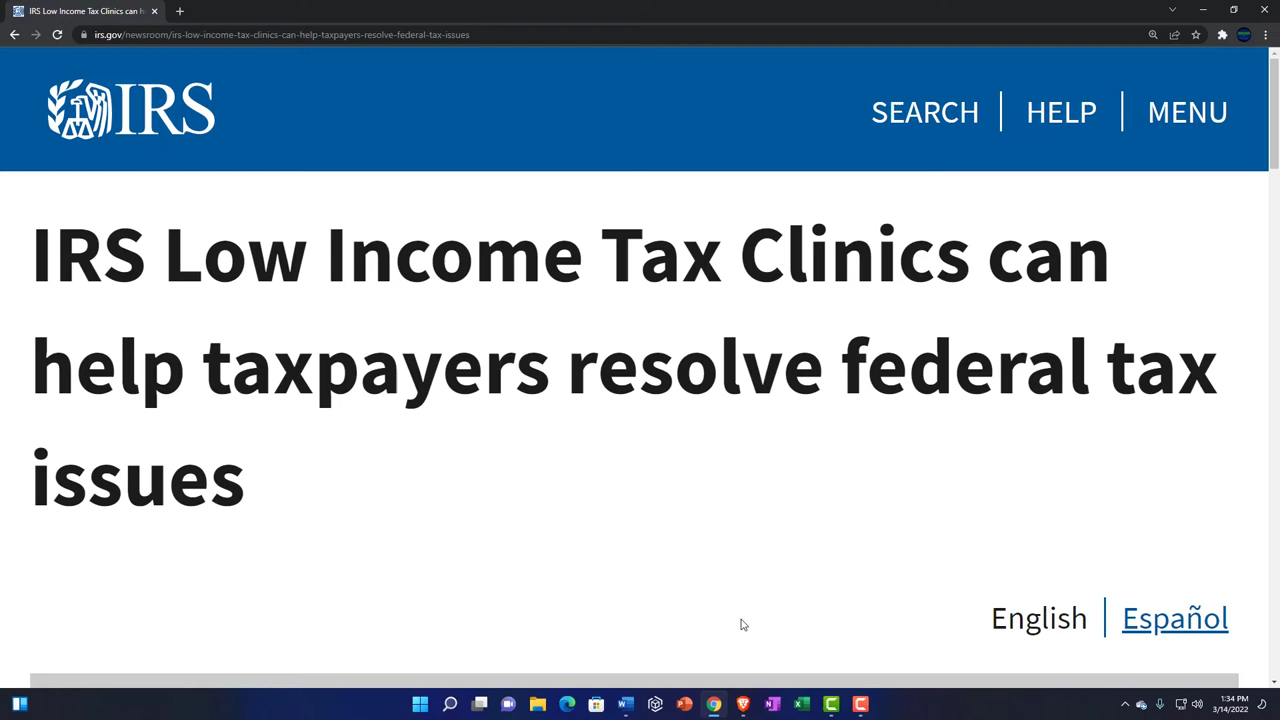 IRS Low Income Tax Clinics can h
irs.gov/newsroom/irs-low-income-tax-clinics-can-help-taxpayers-resolve-federal-tax-issues
IRS
SEARCH
HELP
MENU
IRS Low Income Tax Clinics can
help taxpayers resolve federal tax
issues
English
Español
1:34 PM
3/14/2022